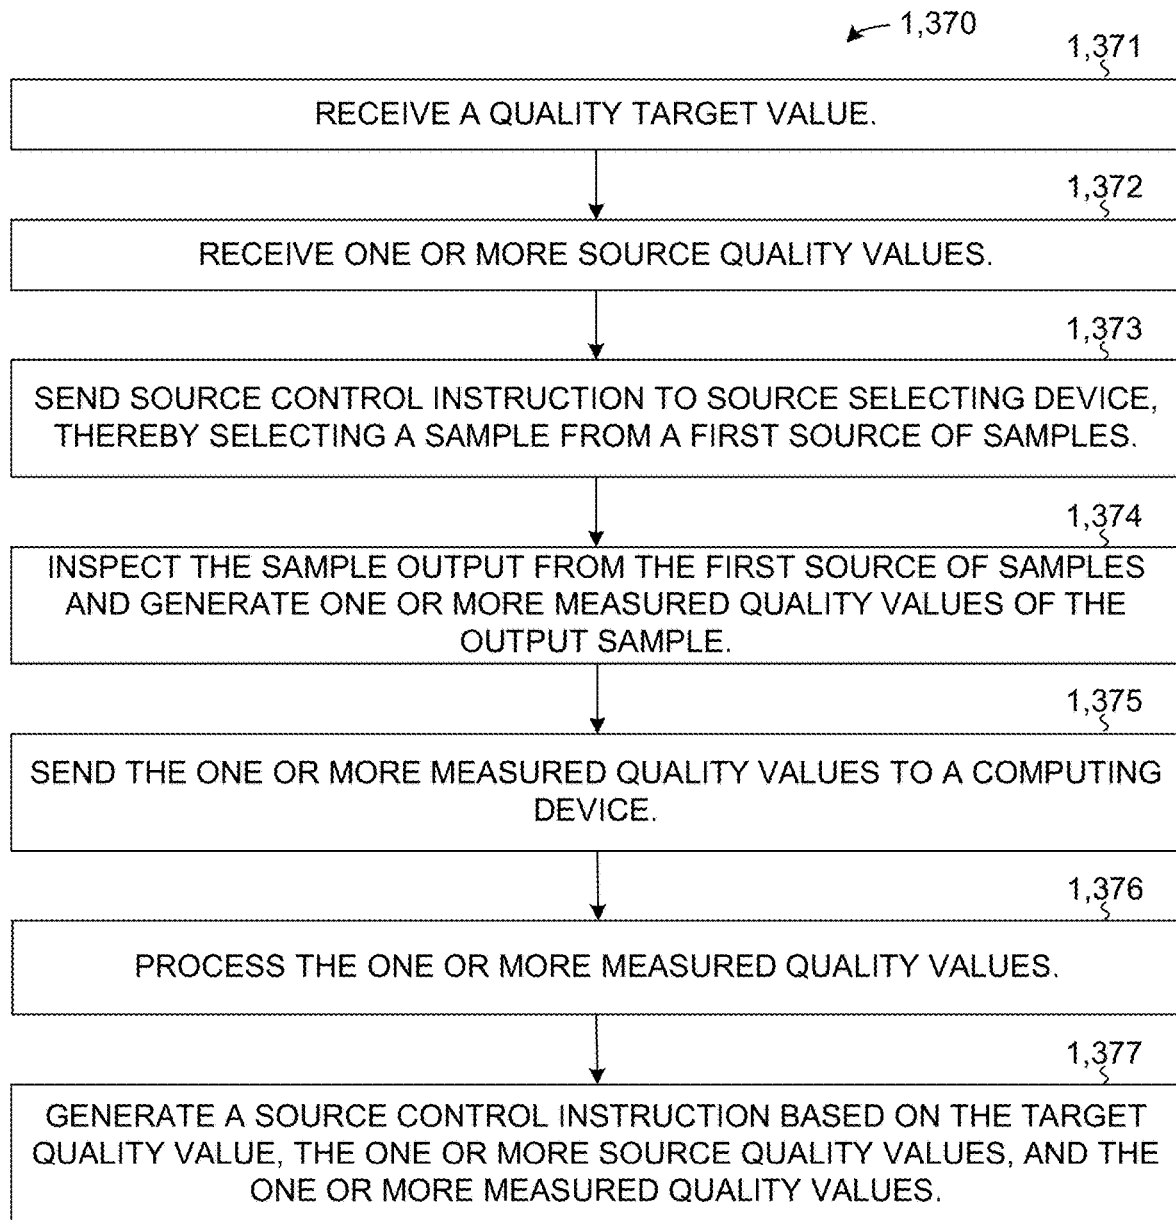 1,370
1,371
RECEIVE A QUALITY TARGET VALUE.
1,372
RECEIVE ONE OR MORE SOURCE QUALITY VALUES.
1,373
SEND SOURCE CONTROL INSTRUCTION TO SOURCE SELECTING DEVICE,
THEREBY SELECTING A SAMPLE FROM A FIRST SOURCE OF SAMPLES.
1,374
INSPECT THE SAMPLE OUTPUT FROM THE FIRST SOURCE OF SAMPLES
AND GENERATE ONE OR MORE MEASURED QUALITY VALUES OF THE
OUTPUT SAMPLE.
1,375
SEND THE ONE OR MORE MEASURED QUALITY VALUES TO A COMPUTING
DEVICE.
1,376
PROCESS THE ONE OR MORE MEASURED QUALITY VALUES.
1,377
GENERATE A SOURCE CONTROL INSTRUCTION BASED ON THE TARGET
QUALITY VALUE, THE ONE OR MORE SOURCE QUALITY VALUES, AND THE
ONE OR MORE MEASURED QUALITY VALUES.